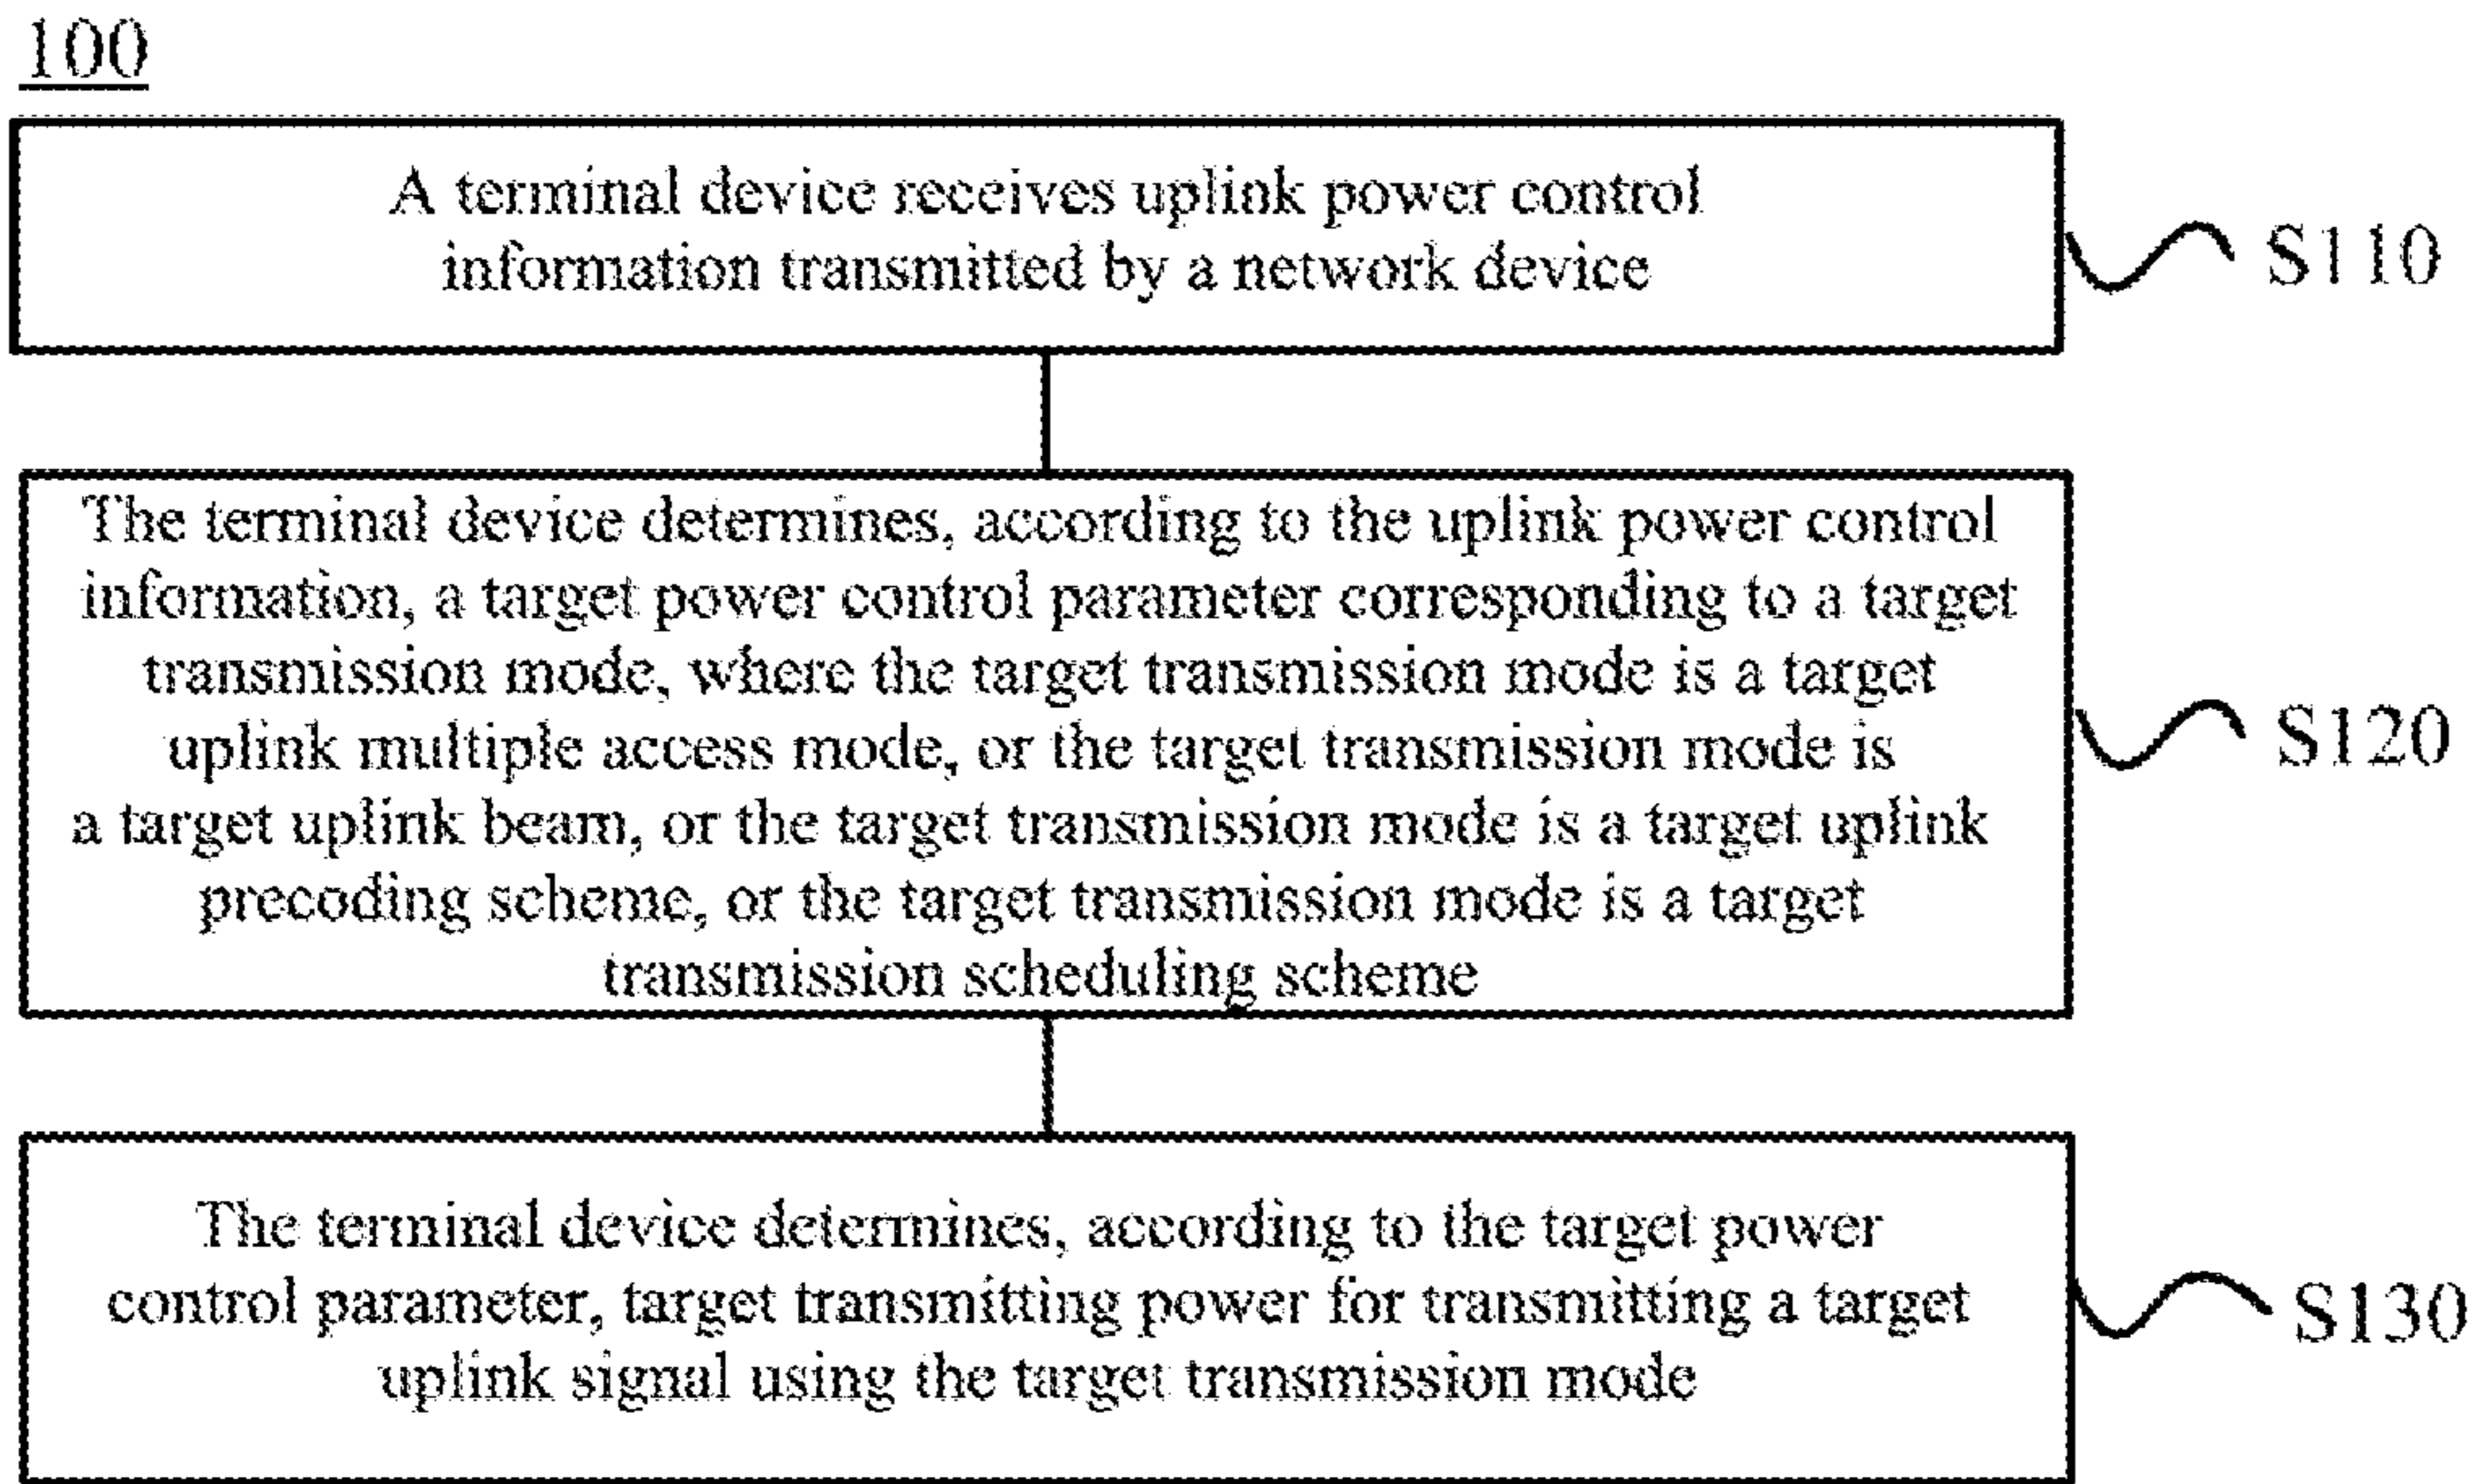 100
A terminal device receives uplink power control
information transmitted by a network device
S110
The terminal device determines, according to the uplink power control
information, a target power control parameter corresponding to a target
transmission mode, where the target transmission mode is a target
uplink multiple access mode, or the target transmission mode is
a target uplink beam, or the target transmission mode is a target uplink
precoding scheme, or the target transmission mode is a target
transmission scheduling scheme
S120
The terminal device determines, according to the target power
control parameter, target transmitting power for transmitting a target
uplink signal using the target transmission mode
S130